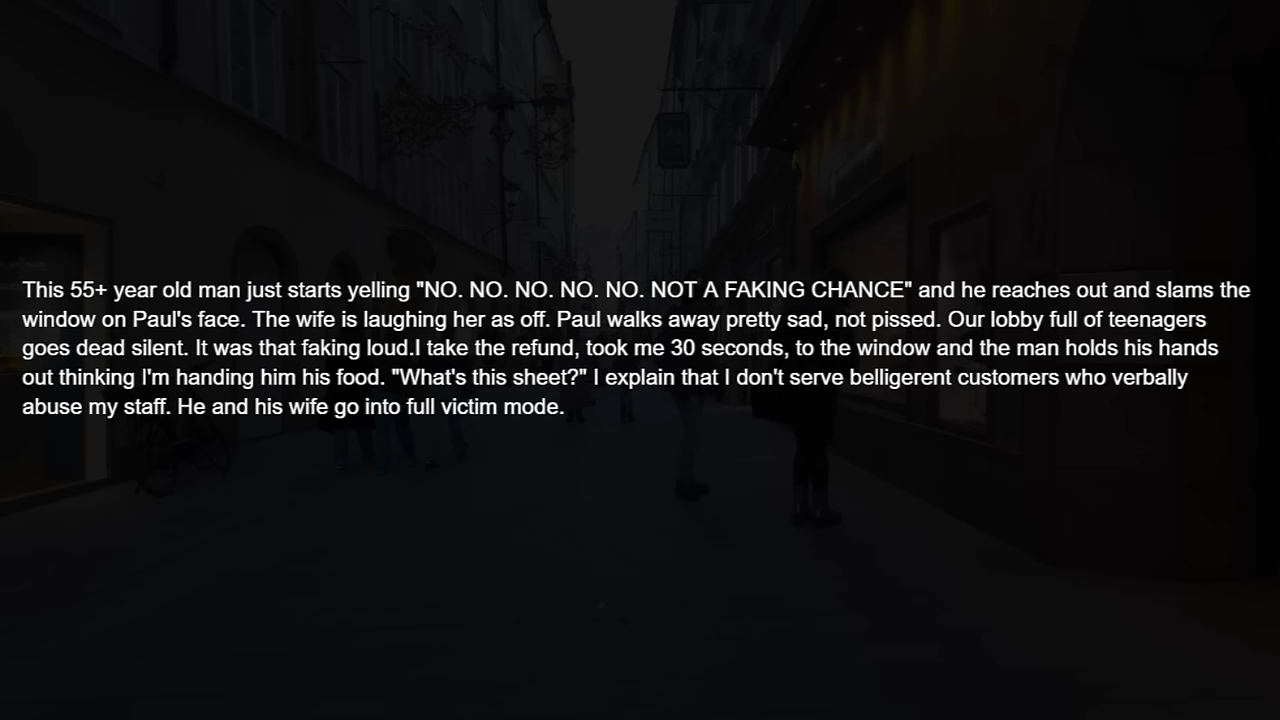 This 55+ year old man just starts yelling "NO. NO. NO. NO. NO. NOT A FAKING CHANCE" and he reaches out and slams the
window on Paul's face. The wife is laughing her as off. Paul walks away pretty sad, not pissed. Our lobby full of teenagers
goes dead silent. It was that faking loud.I take the refund, took me 30 seconds, to the window and the man holds his hands
out thinking I'm handing him his food. "What's this sheet?" I explain that I don't serve belligerent customers who verbally
abuse my staff. He and his wife go into full victim mode.